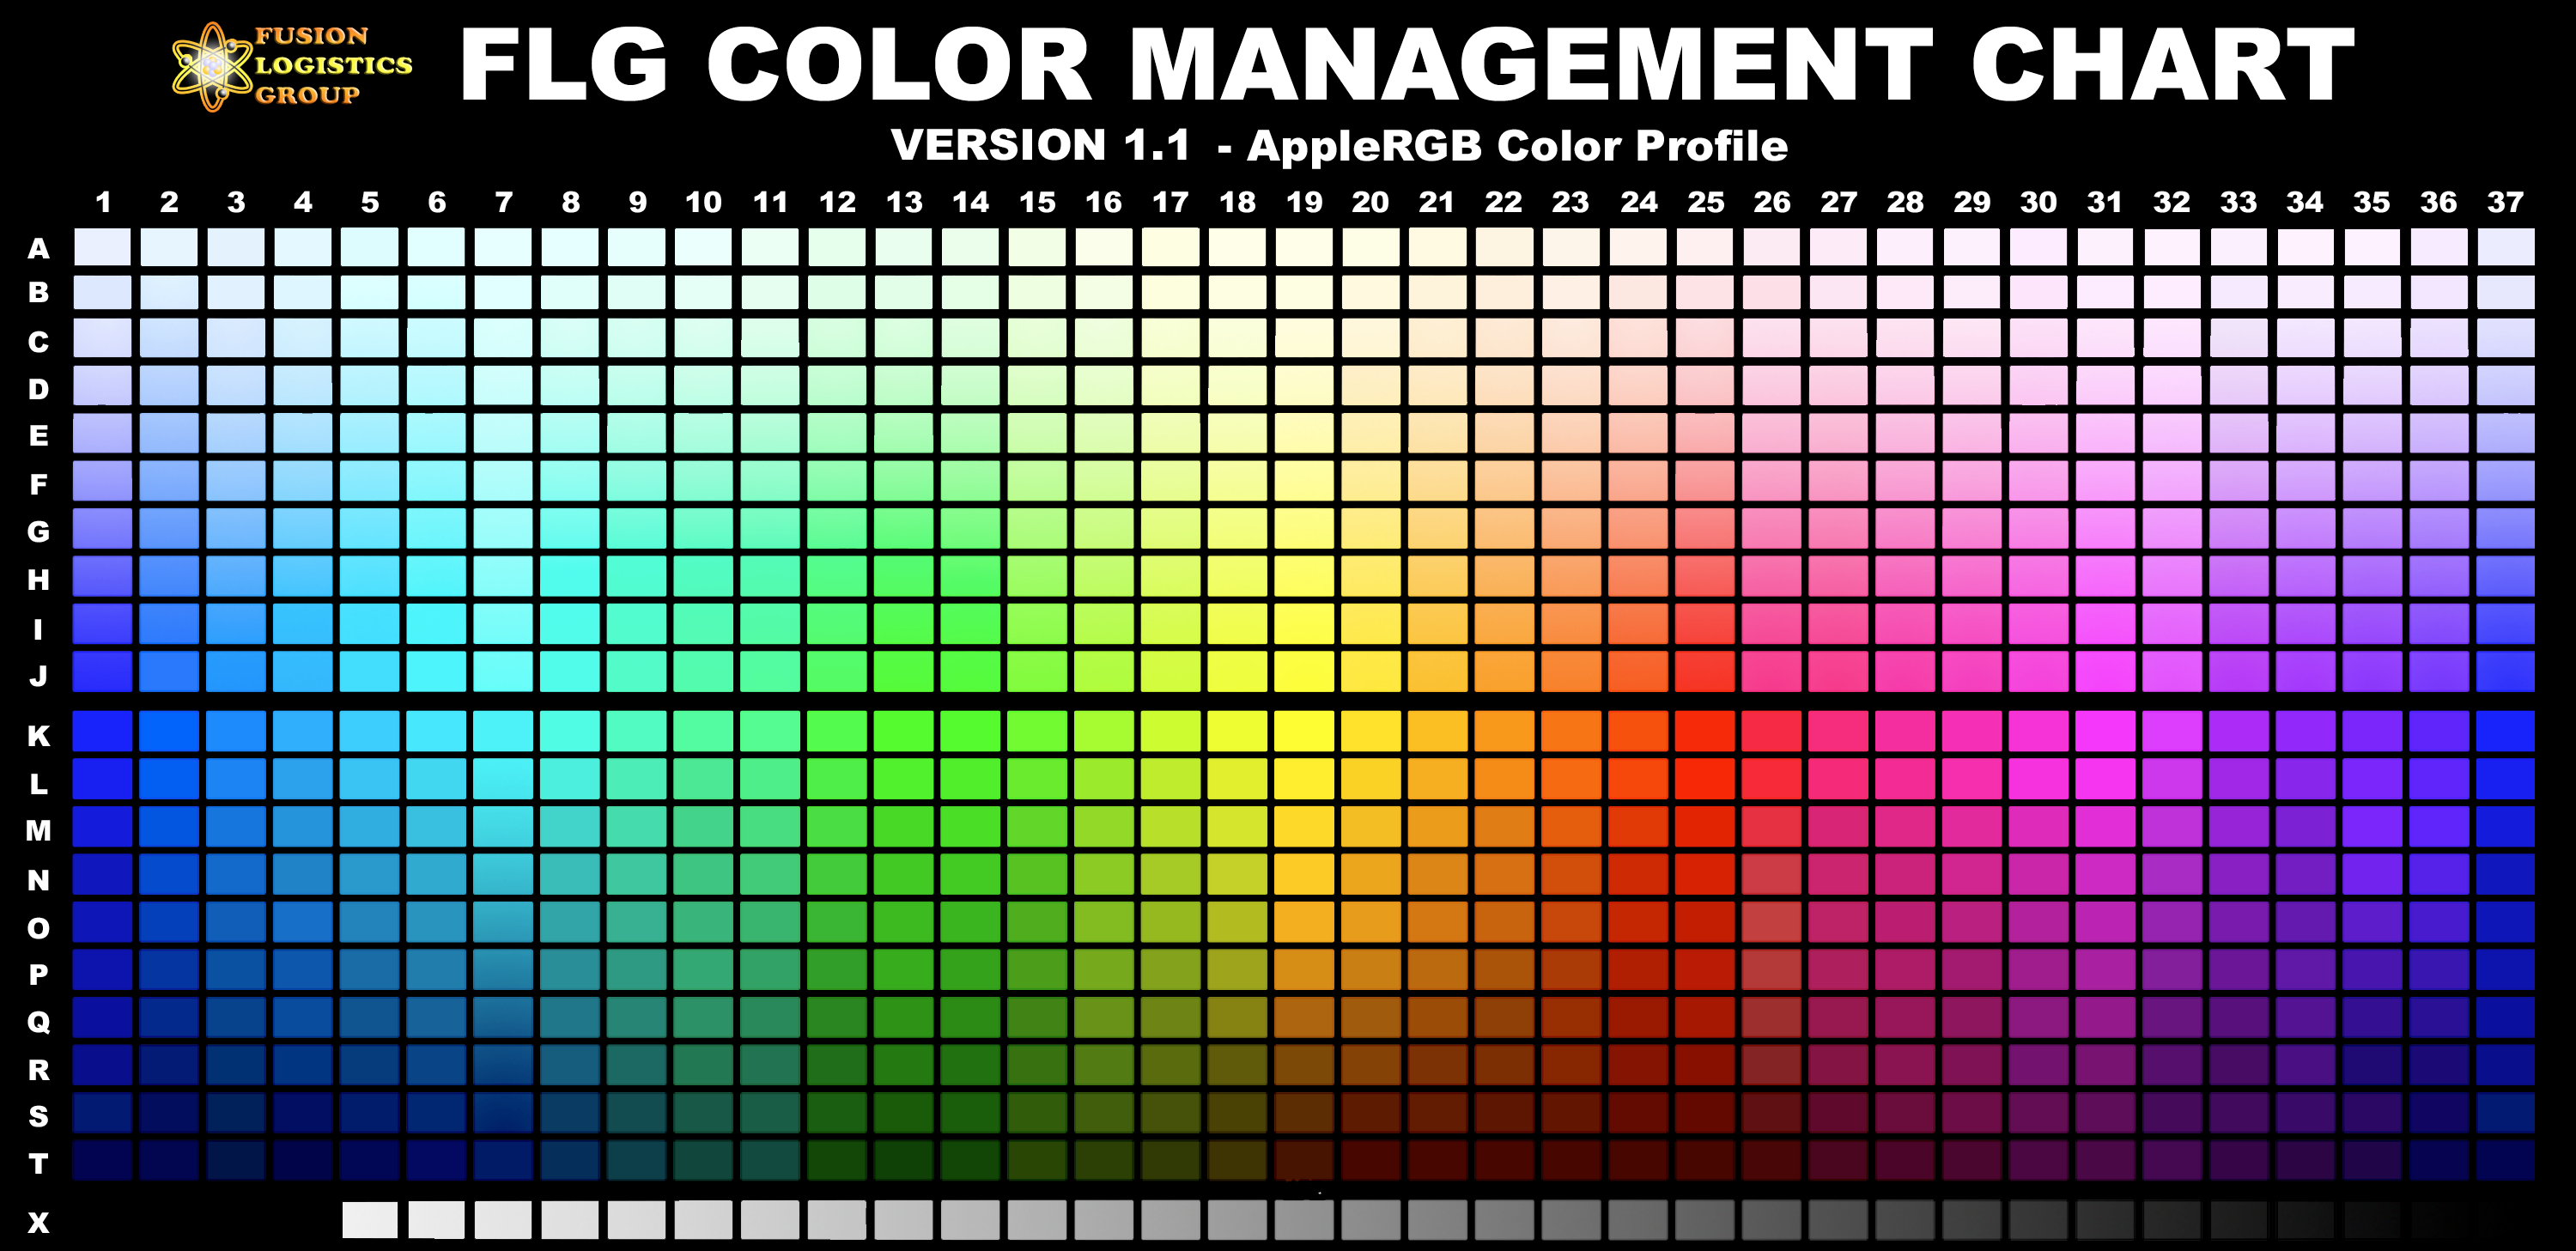 FUSION
LOGISTICS
GROUP
FLG COLOR MANAGEMENT CHART
VERSION 1.1 - AppleRGB Color Profile
1 2 3 4 5 6 7 8 9 10 11 12 13 14 15 16 17 18 19 20 21 22 23 24 25 26 27 28 29 30 31 32 33 34 35 36 37
A
B
C
D
E
F
G
H
I
J
K
L
M
N
O
P
Q
R
S
T
X